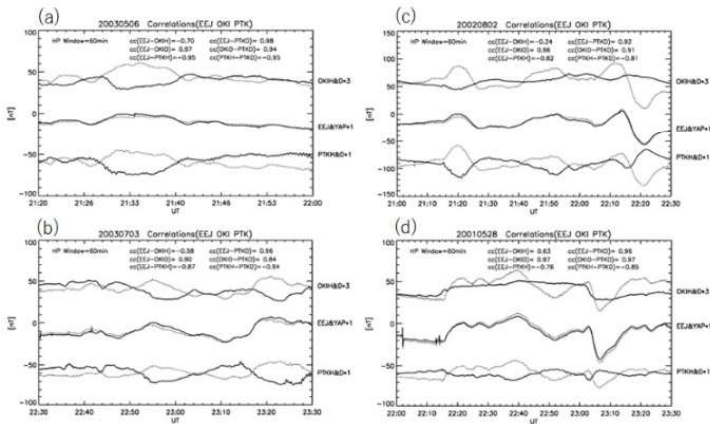 (a)
20030506 Correlations(EEJ OKI PTK)
HP Window=60min
cc(EEJ-OKIH)=-0.70 cc(EEJ-PTKD)= 0.98
cc(EEJ-OKID)= 0.97 cc(OKID-PTKD)= 0.94
cc(EEJ-PTKH)=-0.95 cc(PTKH-PTKD)=-0.95
100
50
0
-50
-100
[nT]
OKIH&D*3
EEJ&YAP*1
PTKH&D*1
21:20 21:26 21:33 21:40 21:46 21:53 22:00
UT
(c)
20020802 Correlations(EEJ OKI PTK)
HP Window=60min
cc(EEJ-OKIH)=-0.24 cc(EEJ-PTKD)= 0.92
cc(EEJ-OKID)= 0.96 cc(OKID-PTKD)= 0.91
cc(EEJ-PTKH)=-0.82 cc(PTKH-PTKD)=-0.81
150
100
50
0
-50
-100
-150
[nT]
OKIH&D*3
EEJ&YAP*1
PTKH&D*1
21:00 21:10 21:20 21:30 21:40 21:50 22:00 22:10 22:20 22:30
UT
(b)
20030703 Correlations(EEJ OKI PTK)
HP Window=60min
cc(EEJ-OKID)= 0.90 cc(OKID-PTKD)= 0.84
cc(EEJ-PTKH)=-0.87 cc(PTKH-PTKD)=-0.94
100
50
0
-50
-100
[nT]
OKIH&D*3
EEJ&YAP*1
PTKH&D*1
22:30 22:40 22:50 23:00 23:10 23:20 23:30
UT
(d)
20010528 Correlations(EEJ OKI PTK)
HP Window=60min
cc(EEJ-OKIH)= 0.63 cc(EEJ-PTKD)= 0.95
cc(EEJ-OKID)= 0.97 cc(OKID-PTKD)= 0.97
cc(EEJ-PTKH)=-0.76 cc(PTKH-PTKD)=-0.85
100
50
0
-50
-100
[nT]
OKIH&D*3
EEJ&YAP*1
PTKH&D*1
22:00 22:10 22:20 22:30 22:40 22:50 23:00 23:10 23:20 23:30
UT